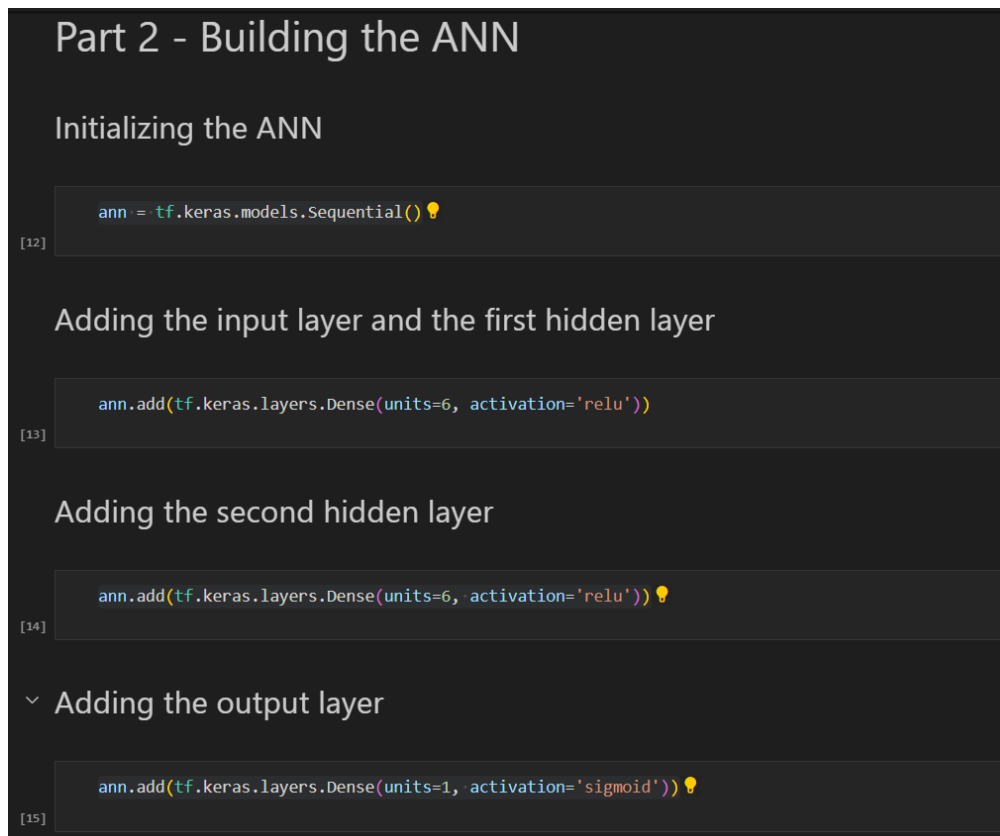 Part 2 - Building the ANN
Initializing the ANN
ann = tf.keras.models.Sequential()
[12]
Adding the input layer and the first hidden layer
ann.add(tf.keras.layers.Dense(units=6, activation='relu'))
[13]
Adding the second hidden layer
ann.add(tf.keras.layers.Dense(units=6, activation='relu'))
[14]
Adding the output layer
ann.add(tf.keras.layers.Dense(units=1, activation='sigmoid'))
[15]